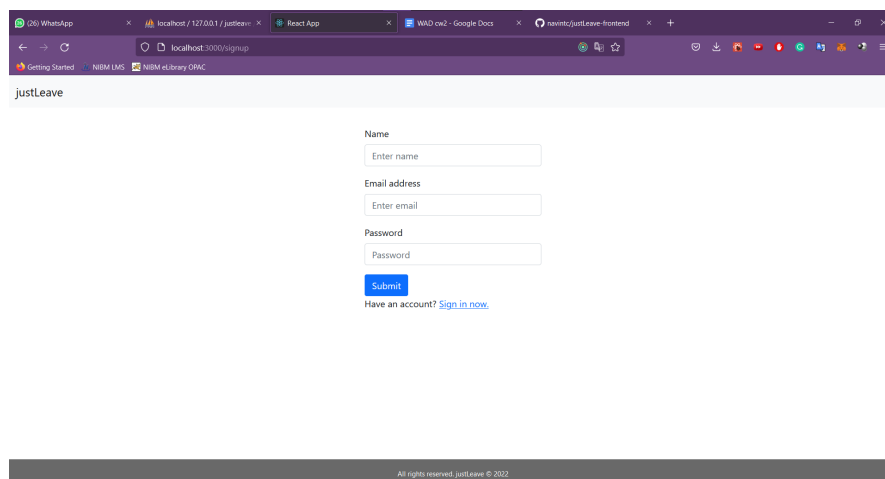 (26) WhatsApp
localhost / 127.0.0.1 / justleave
React App
WAD cw2 - Google Docs
navintc/justLeave-frontend
localhost:3000/signup
Getting Started
NIBM LMS
NIBM eLibrary OPAC
justLeave
Name
Enter name
Email address
Enter email
Password
Password
Submit
Have an account? Sign in now.
All rights reserved. justLeave © 2022